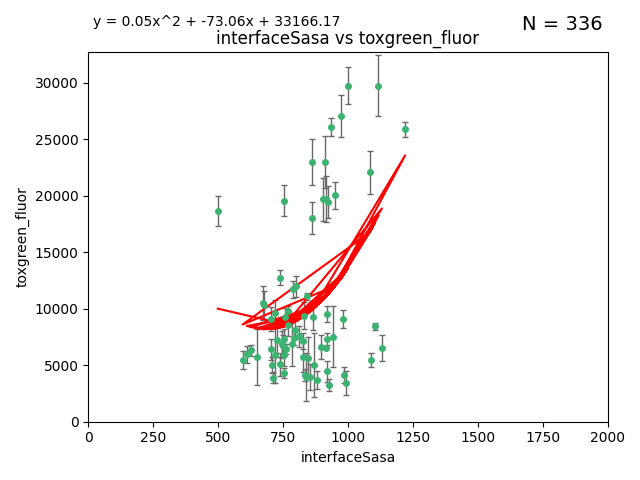 y = 0.05x^2 + -73.06x + 33166.17
N = 336
interfaceSasa vs toxgreen_fluor
toxgreen_fluor
30000
25000
20000
15000
10000
5000
0
0 250 500 750 1000 1250 1500 1750 2000
interfaceSasa